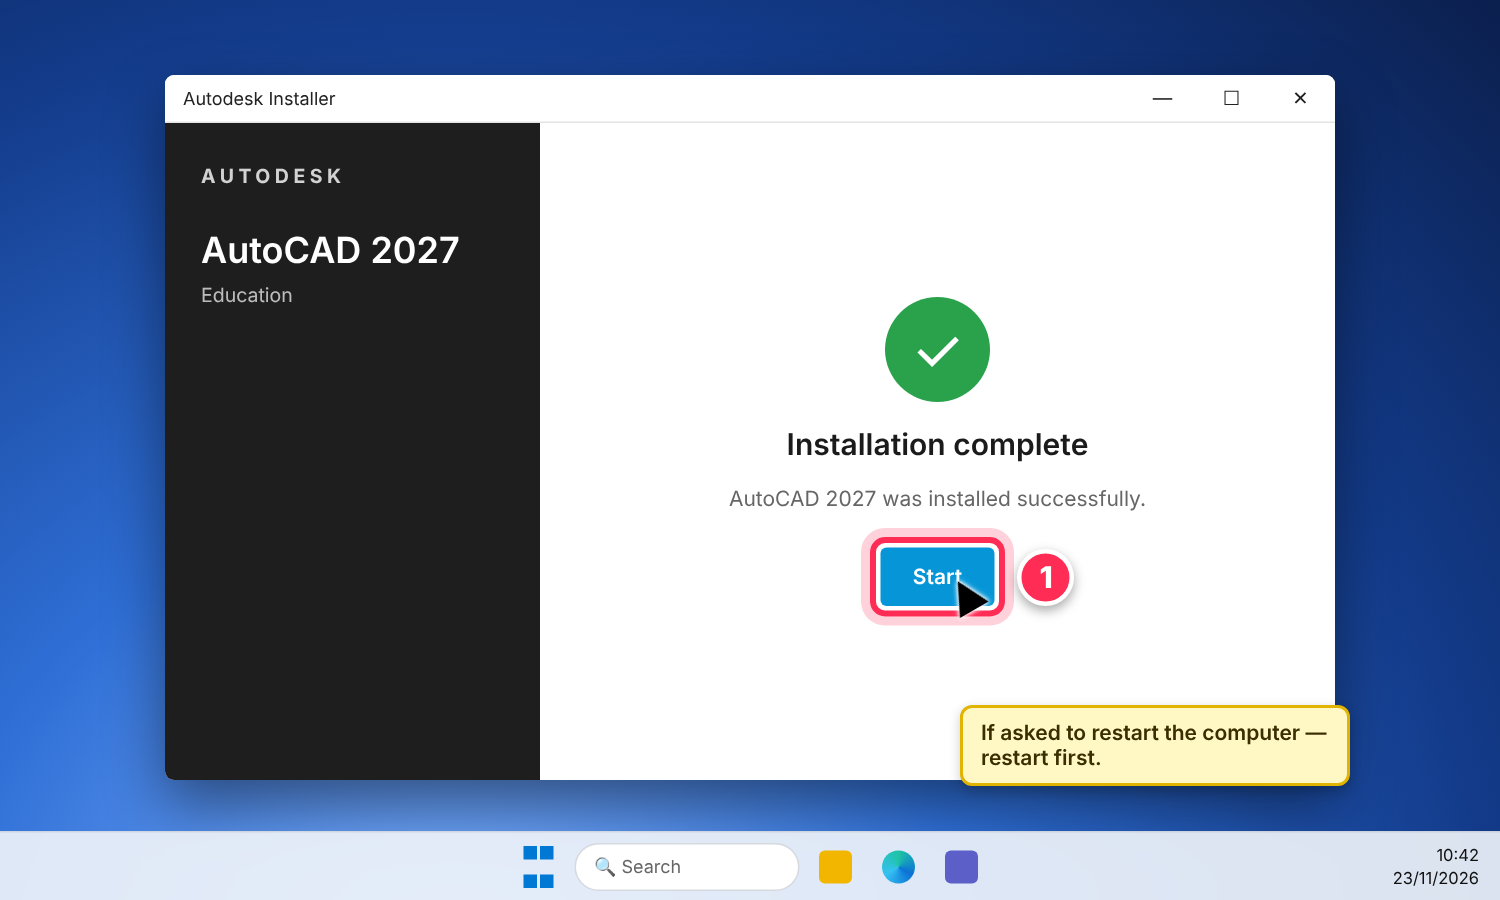 Autodesk Installer
AUTODESK
AutoCAD 2027
Education
Installation complete
AutoCAD 2027 was installed successfully.
Start
1
If asked to restart the computer —
restart first.
Search
10:42
23/11/2026